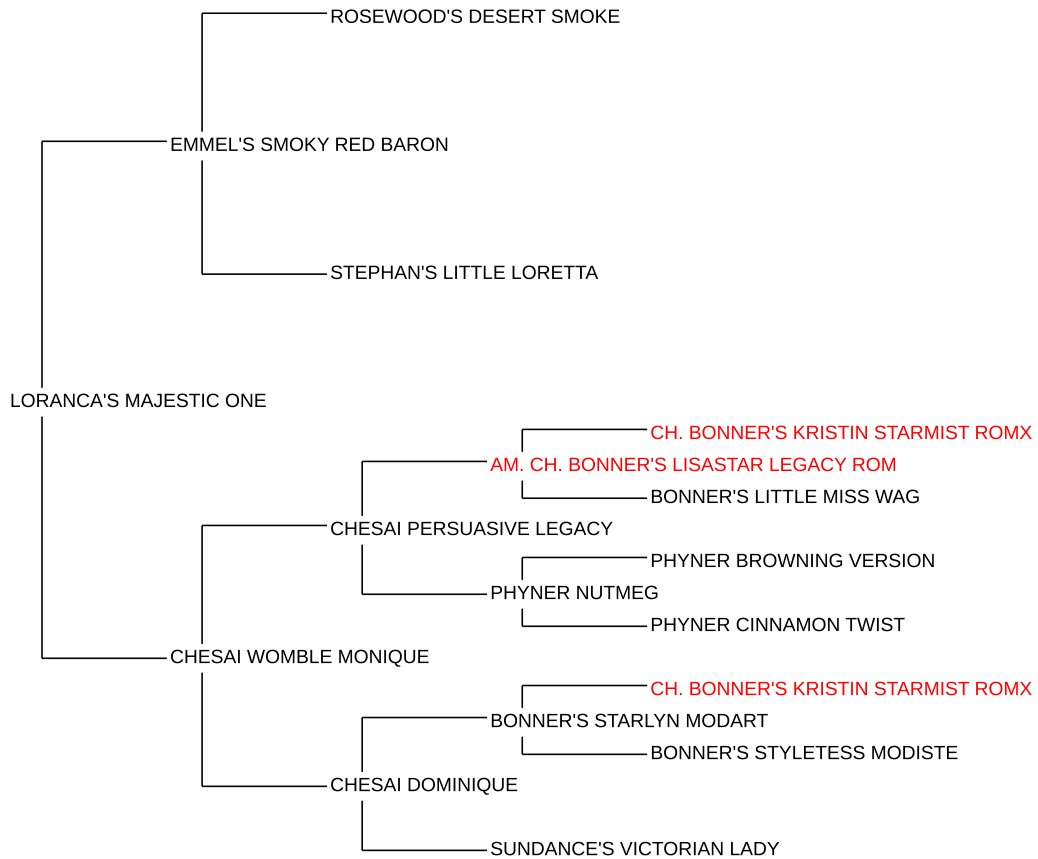 ROSEWOOD'S DESERT SMOKE
EMMEL'S SMOKY RED BARON
STEPHAN'S LITTLE LORETTA
LORANCA'S MAJESTIC ONE
CH. BONNER'S KRISTIN STARMIST ROMX
AM. CH. BONNER'S LISASTAR LEGACY ROM
BONNER'S LITTLE MISS WAG
CHESAI PERSUASIVE LEGACY
PHYNER BROWNING VERSION
PHYNER NUTMEG
PHYNER CINNAMON TWIST
CHESAI WOMBLE MONIQUE
CH. BONNER'S KRISTIN STARMIST ROMX
BONNER'S STARLYN MODART
BONNER'S STYLETESS MODISTE
CHESAI DOMINIQUE
SUNDANCE'S VICTORIAN LADY